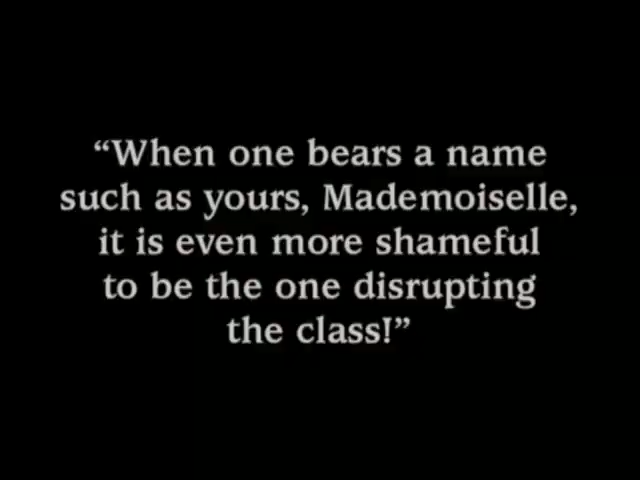 “When one bears a name
such as yours, Mademoiselle,
it is even more shameful
to be the one disrupting
the class!”